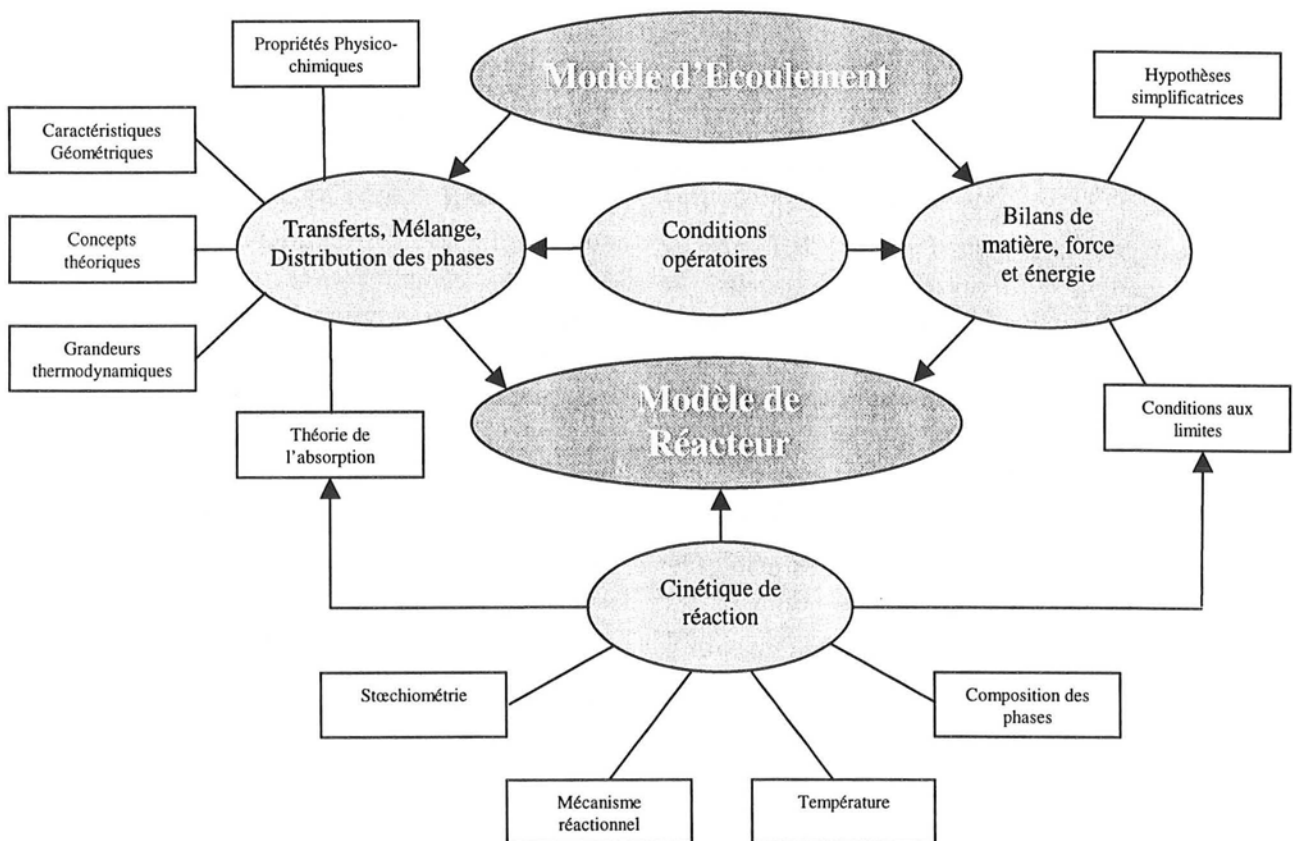 Propriétés Physico-
chimiques
Modèle d'Ecoulement
Hypothèses
simplificatrices
Caractéristiques
Géométriques
Concepts
théoriques
Grandeurs
thermodynamiques
Transferts, Mélange,
Distribution des phases
Conditions
opératoires
Bilans de
matière, force
et énergie
Modèle de
Réacteur
Théorie de
l'absorption
Conditions aux
limites
Cinétique de
réaction
Stœchiométrie
Composition des
phases
Mécanisme
réactionnel
Température